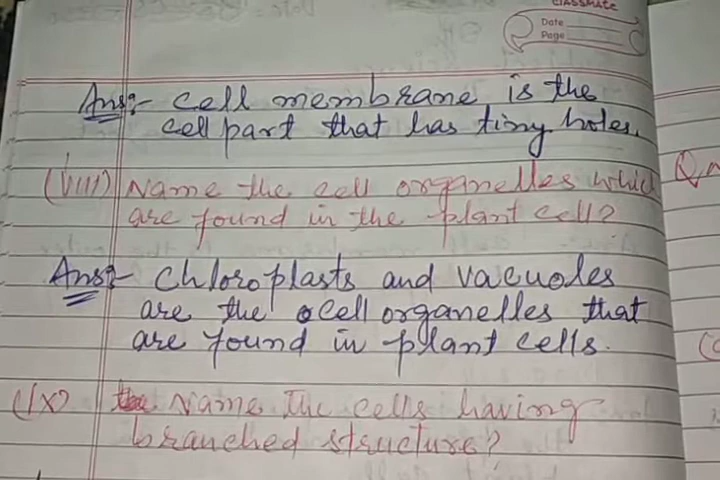 CLASSMATE
Date
Page
Ans:- cell membrane is the
cell part that has tiny holes.
(viii) Name the cell organelles which
are found in the plant cell?
Ans:- Chloroplasts and vacuoles
are the cell organelles that
are found in plant cells.
(ix) Name the cells having
branched structure?